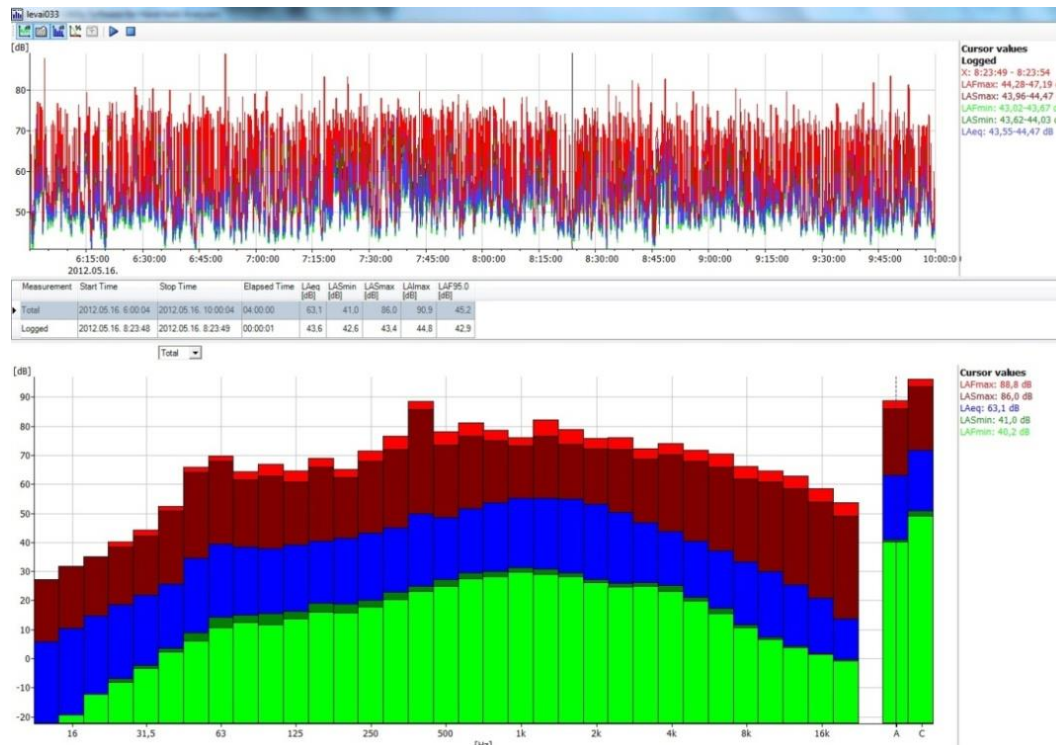 levai033
[dB]
80
70
60
50
6:15:00 6:30:00 6:45:00 7:00:00 7:15:00 7:30:00 7:45:00 8:00:00 8:15:00 8:30:00 8:45:00 9:00:00 9:15:00 9:30:00 9:45:00 10:00:0
2012.05.16.
Cursor values
Logged
X: 8:23:49 - 8:23:54
LAFmax: 44,28-47,19
LASmax: 43,96-44,47
LAFmin: 43,02-43,67
LASmin: 43,62-44,03 d
LAeq: 43,55-44,47 dB
Measurement Start Time Stop Time Elapsed Time LAeq LASmin LASmax LAImax LAF95.0
[dB] [dB] [dB] [dB] [dB]
Total 2012.05.16. 6:00:04 2012.05.16. 10:00:04 04:00:00 63,1 41,0 86,0 90,9 45,2
Logged 2012.05.16. 8:23:48 2012.05.16. 8:23:49 00:00:01 43,6 42,6 43,4 44,8 42,9
Total
[dB]
90
80
70
60
50
40
30
20
10
0
-10
-20
16 31,5 63 125 250 500 1k 2k 4k 8k 16k A C
[Hz]
Cursor values
LAFmax: 88,8 dB
LASmax: 86,0 dB
LAeq: 63,1 dB
LASmin: 41,0 dB
LAFmin: 40,2 dB